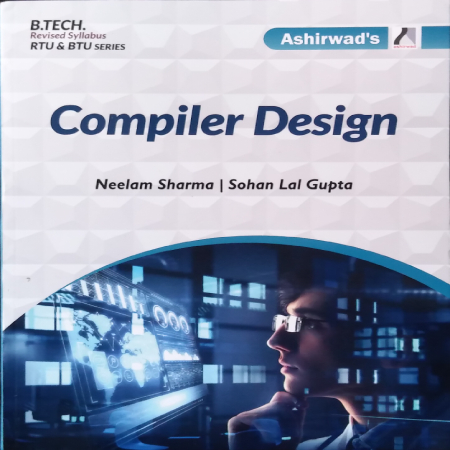 B.TECH.
Revised Syllabus
RTU & BTU SERIES
Ashirwad's
Compiler Design
Neelam Sharma | Sohan Lal Gupta